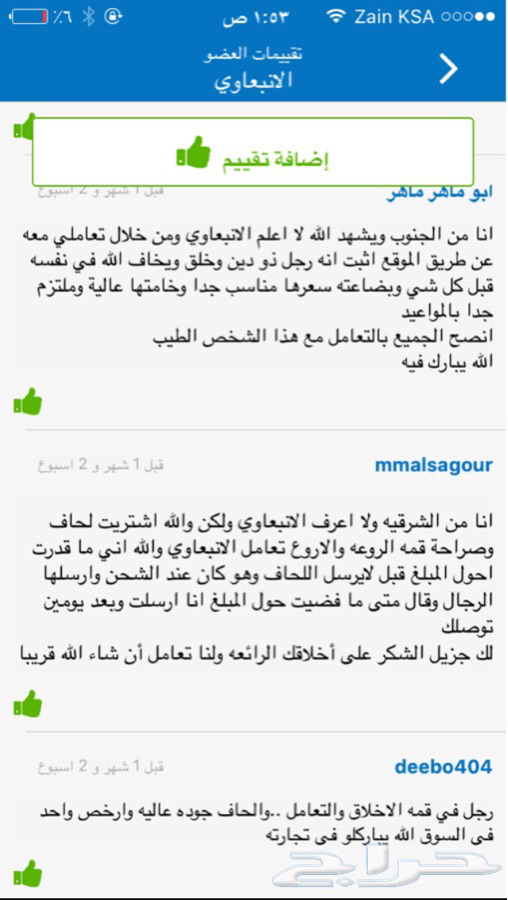 ٪٦ ١:٥٣ ص Zain KSA
تقييمات العضو
الانبعاوي
إضافة تقييم
ابو ماهر ماهر
قبل 1 شهر و 2 اسبوع
انا من الجنوب ويشهد الله لا اعلم الانبعاوي ومن خلال تعاملي معه
عن طريق الموقع اثبت انه رجل ذو دين وخلق ويخاف الله في نفسه
قبل كل شي وبضاعته سعرها مناسب جدا وخامتها عالية وملتزم
جدا بالمواعيد
انصح الجميع بالتعامل مع هذا الشخص الطيب
الله يبارك فيه
mmalsagour
قبل 1 شهر و 2 اسبوع
انا من الشرقيه ولا اعرف الانبعاوي ولكن والله اشتريت لحاف
وصراحة قمه الروعه والاروع تعامل الانبعاوي والله اني ما قدرت
احول المبلغ قبل لايرسل اللحاف وهو كان عند الشحن وارسلها
الرجال وقال متى ما فضيت حول المبلغ انا ارسلت وبعد يومين
توصلك
لك جزيل الشكر على أخلاقك الرائعه ولنا تعامل أن شاء الله قريبا
deebo404
قبل 1 شهر و 2 اسبوع
رجل في قمه الاخلاق والتعامل ..والحاف جوده عاليه وارخص واحد
في السوق الله يباركلو في تجارته
حراج